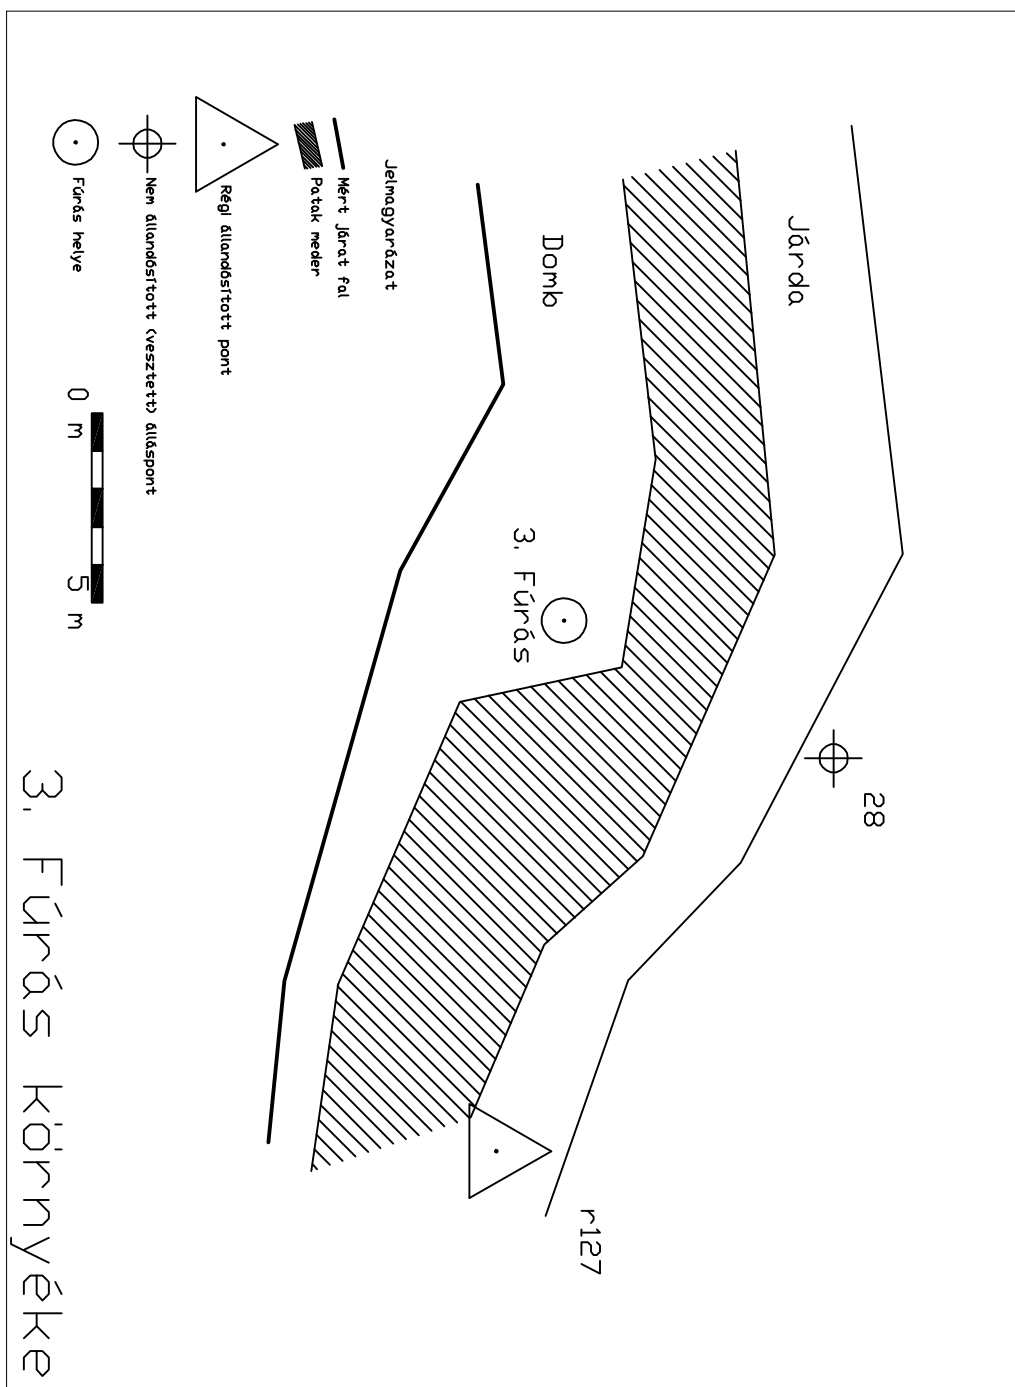 Járda
28
Domb
r127
3. Fúrás
Jelmagyarázat
Mért járat fal
Patak meder
Régi állandósított pont
Nem állandósított (vesztett) álláspont
Fúrás helye
0 m
5 m
3. Fúrás környéke